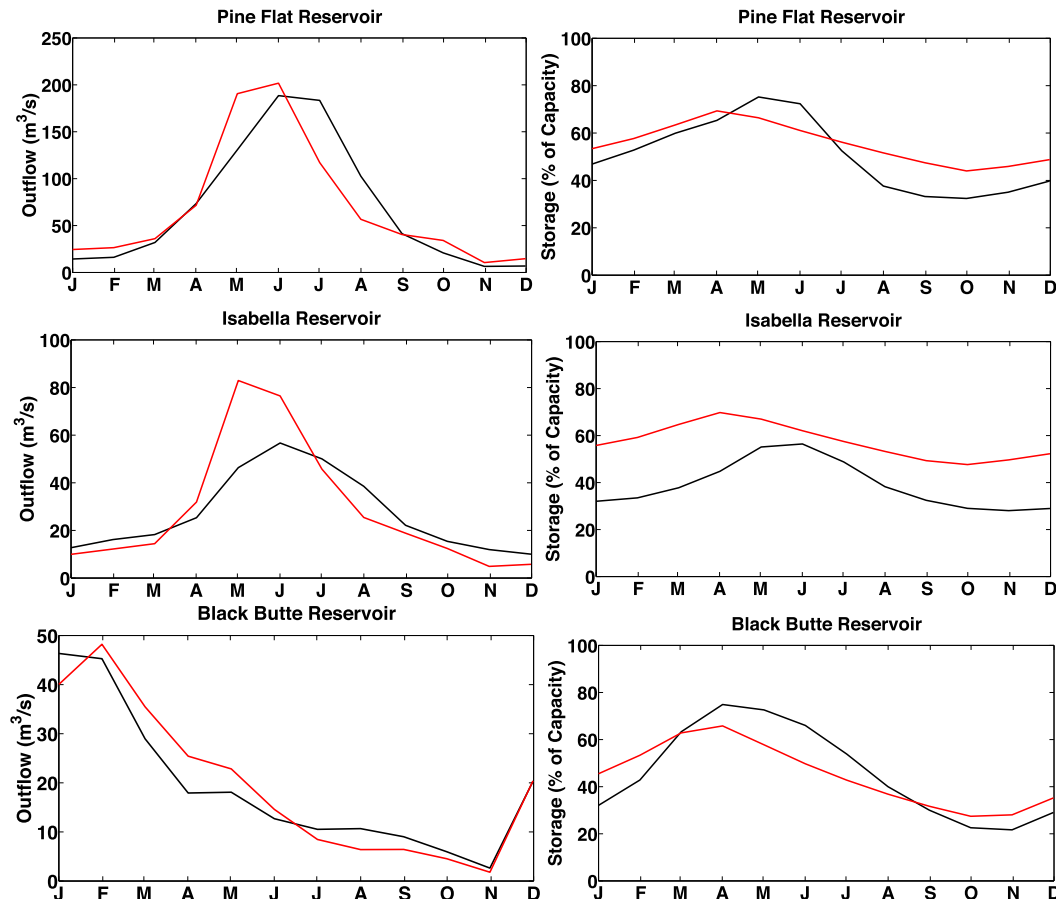 Pine Flat Reservoir
Outflow (m³/s)
250
200
150
100
50
0
J F M A M J J A S O N D
Pine Flat Reservoir
Storage (% of Capacity)
100
80
60
40
20
0
J F M A M J J A S O N D
Isabella Reservoir
Outflow (m³/s)
100
80
60
40
20
0
J F M A M J J A S O N D
Isabella Reservoir
Storage (% of Capacity)
100
80
60
40
20
0
J F M A M J J A S O N D
Black Butte Reservoir
Outflow (m³/s)
50
40
30
20
10
0
J F M A M J J A S O N D
Black Butte Reservoir
Storage (% of Capacity)
100
80
60
40
20
0
J F M A M J J A S O N D